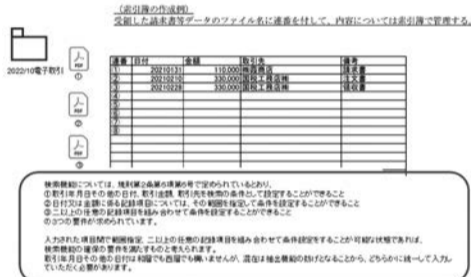 (索引簿の作成例)
受領した請求書等データのファイル名に連番を付して、内容については索引簿で管理する。
2022/10電子取引
PDF
①
PDF
②
PDF
③
連番 日付 金額 取引先 備考
① 20210131 110,000 ㈱霞商店 請求書
② 20210210 330,000 国税工務店㈱ 注文書
③ 20210228 330,000 国税工務店㈱ 領収書
④
⑤
⑥
⑦
⑧
検索機能については、規則第2条第6項第6号で定められているとおり、
①取引年月日その他の日付、取引金額、取引先を検索の条件として設定することができること
②日付又は金額に係る記録項目については、その範囲を指定して条件を設定することができること
③二以上の任意の記録項目を組み合わせて条件を設定することができること
の3つの要件が求められています。
入力された項目間で範囲指定、二以上の任意の記録項目を組み合わせて条件設定をすることが可能な状態であれば、
検索機能の確保の要件を満たすものと考えられます。
取引年月日その他の日付は和暦でも西暦でも構いませんが、混在は抽出機能の妨げとなることから、どちらかに統一して入力し
ていただく必要があります。